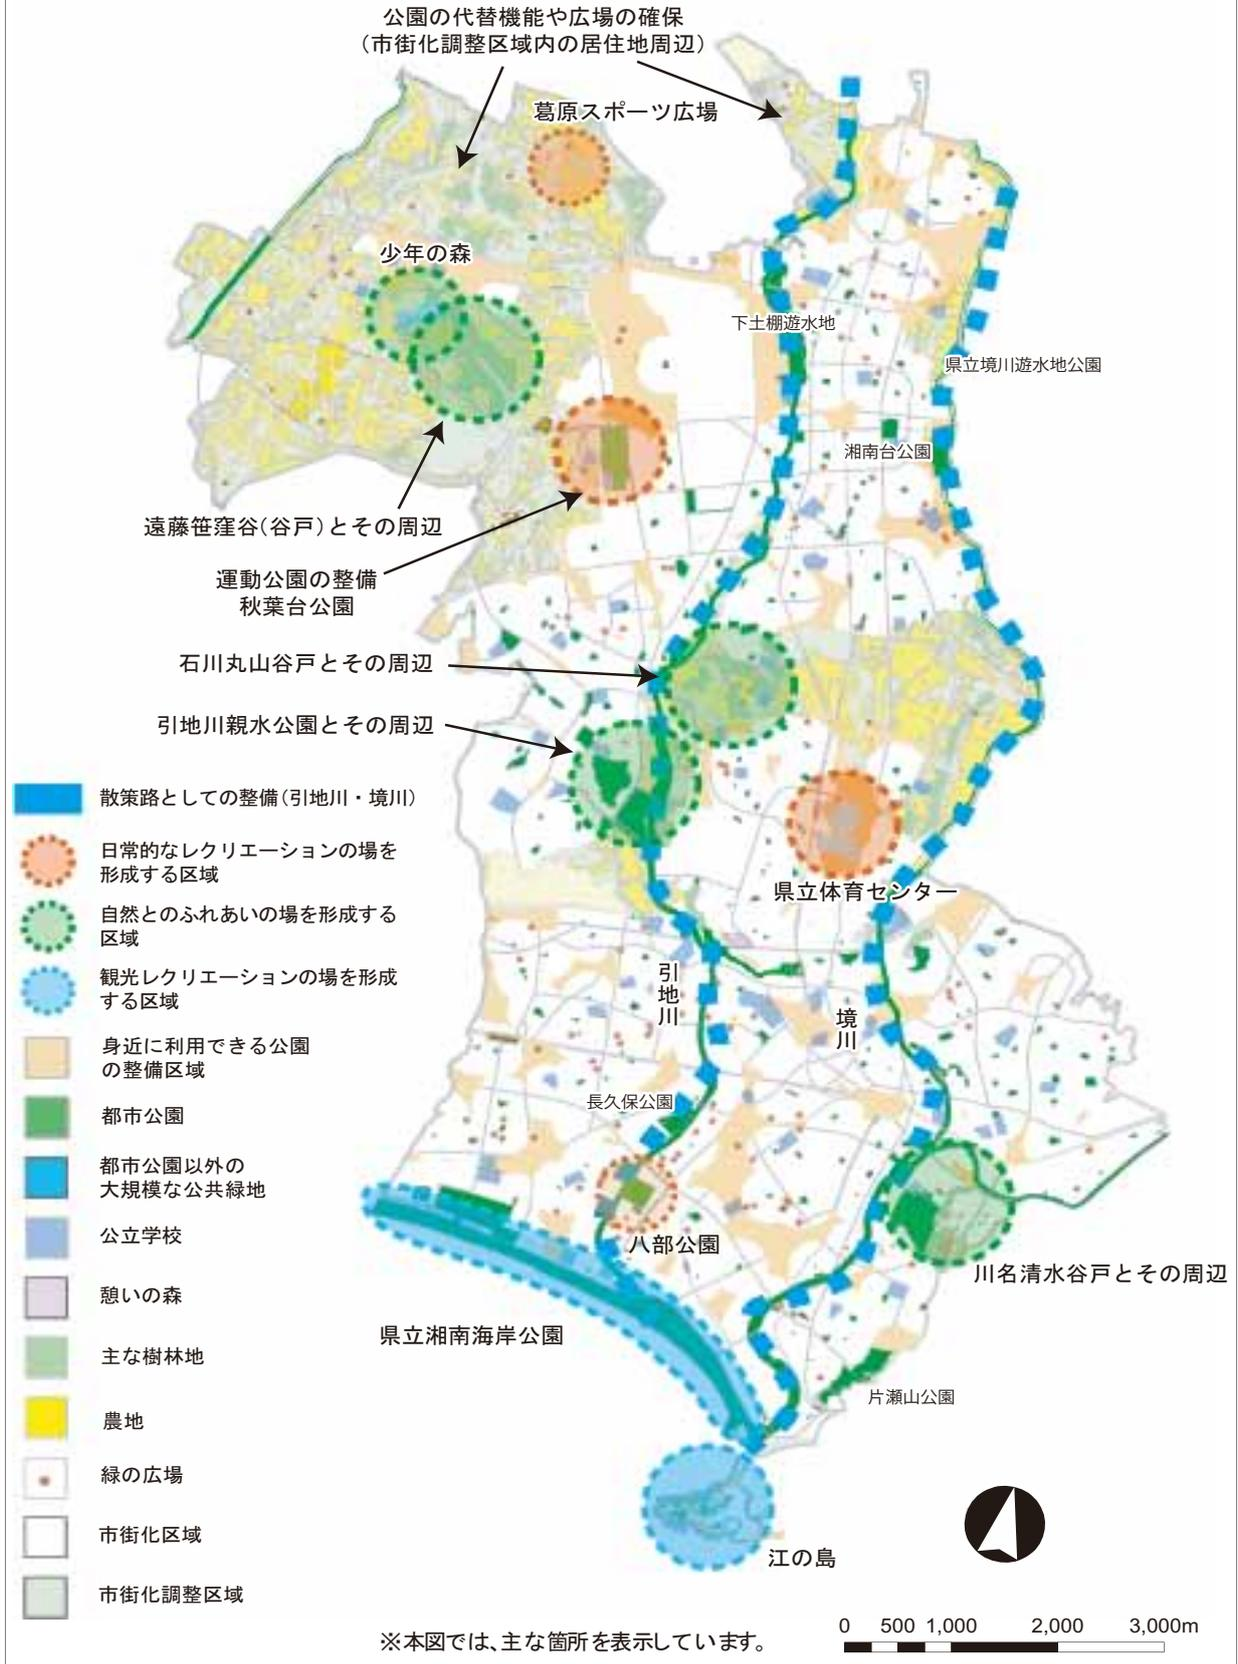 公園の代替機能や広場の確保
（市街化調整区域内の居住地周辺）
葛原スポーツ広場
少年の森
下土棚遊水地
県立境川遊水地公園
湘南台公園
遠藤笹窪谷（谷戸）とその周辺
運動公園の整備
秋葉台公園
石川丸山谷戸とその周辺
引地川親水公園とその周辺
県立体育センター
引地川
境川
長久保公園
八部公園
川名清水谷戸とその周辺
県立湘南海岸公園
片瀬山公園
江の島
散策路としての整備（引地川・境川）
日常的なレクリエーションの場を
形成する区域
自然とのふれあいの場を形成する
区域
観光レクリエーションの場を形成
する区域
身近に利用できる公園
の整備区域
都市公園
都市公園以外の
大規模な公共緑地
公立学校
憩いの森
主な樹林地
農地
緑の広場
市街化区域
市街化調整区域
※本図では、主な箇所を表示しています。
0 500 1,000 2,000 3,000m